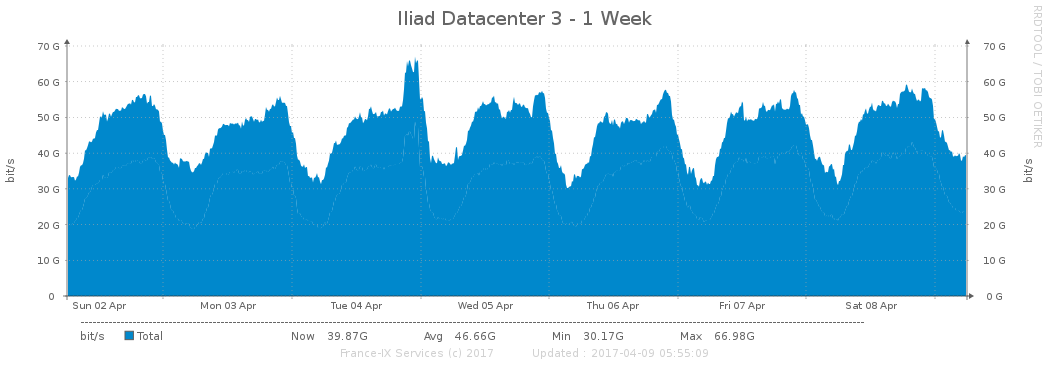 Iliad Datacenter 3 - 1 Week
RRDTOOL / TOBI OETIKER
70 G 70 G
60 G 60 G
50 G 50 G
40 G 40 G
30 G 30 G
20 G 20 G
10 G 10 G
0 0 G
bit/s bit/s
Sun 02 Apr Mon 03 Apr Tue 04 Apr Wed 05 Apr Thu 06 Apr Fri 07 Apr Sat 08 Apr
bit/s Total Now 39.87G Avg 46.66G Min 30.17G Max 66.98G
France-IX Services (c) 2017 Updated : 2017-04-09 05:55:09